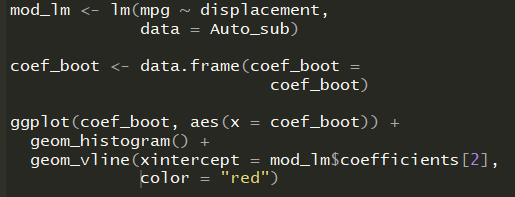 mod_lm <- lm(mpg ~ displacement,
             data = Auto_sub)
coef_boot <- data.frame(coef_boot =
                          coef_boot)
ggplot(coef_boot, aes(x = coef_boot)) +
  geom_histogram() +
  geom_vline(xintercept = mod_lm$coefficients[2],
             color = "red")